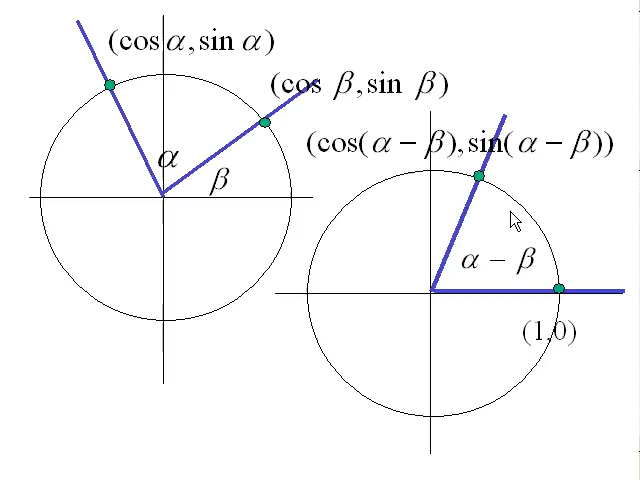 (cos α, sin α)
(cos β, sin β)
(cos(α − β), sin(α − β))
α
β
α − β
(1,0)